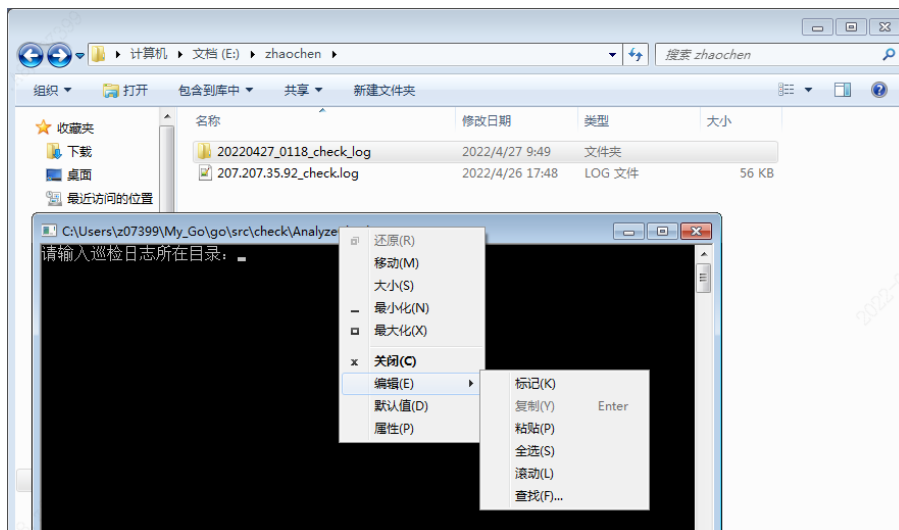 计算机 文档 (E:) zhaochen 搜索 zhaochen
组织 打开 包含到库中 共享 新建文件夹
收藏夹
下载
桌面
最近访问的位置
名称 修改日期 类型 大小
20220427_0118_check_log 2022/4/27 9:49 文件夹
207.207.35.92_check.log 2022/4/26 17:48 LOG 文件 56 KB
C:\Users\z07399\My_Go\go\src\check\Analyze
请输入巡检日志所在目录：
还原(R)
移动(M)
大小(S)
最小化(N)
最大化(X)
关闭(C)
编辑(E)
默认值(D)
属性(P)
标记(K)
复制(Y) Enter
粘贴(P)
全选(S)
滚动(L)
查找(F)...